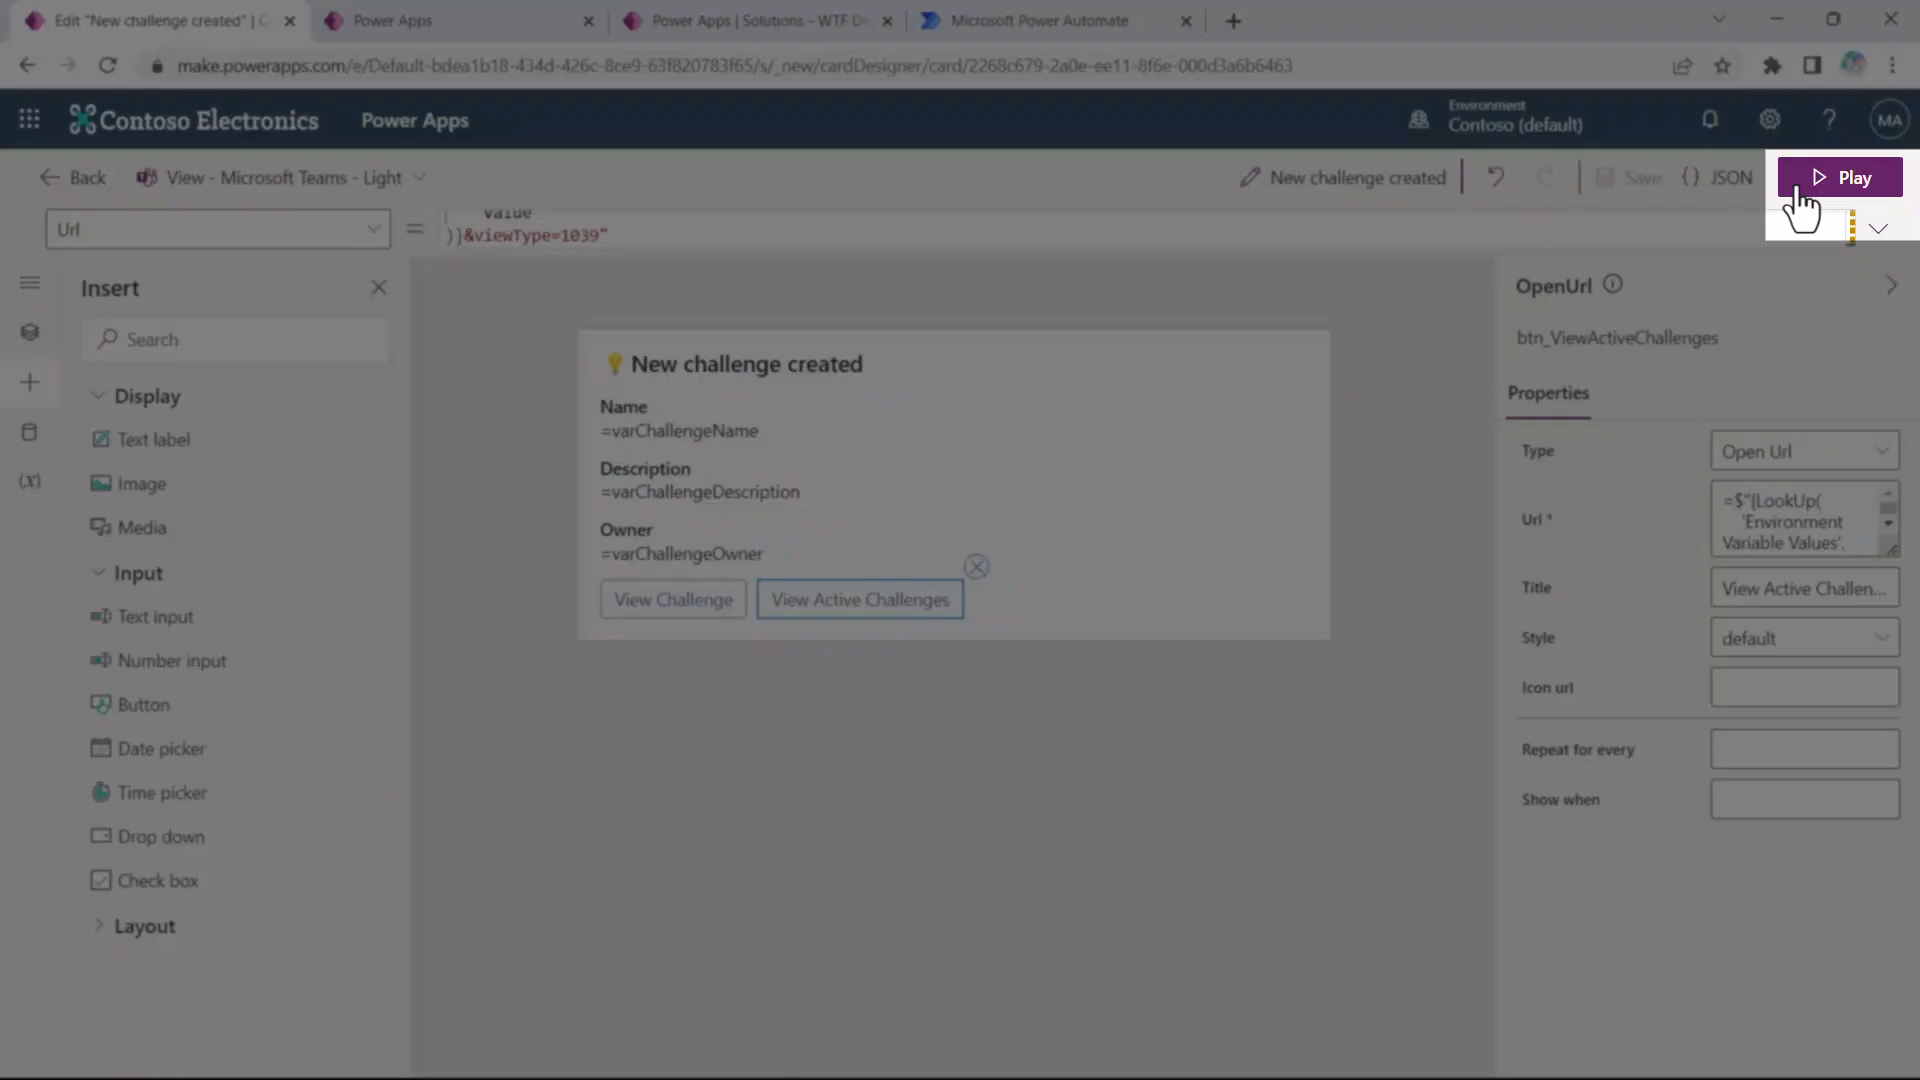 Edit "New challenge created" | C
Power Apps
Power Apps | Solutions - WTF D
Microsoft Power Automate
make.powerapps.com/e/Default-bdea1b18-434d-426c-8ce9-63f820783f65/s/_new/cardDesigner/card/2268c679-2a0e-ee11-8f6e-000d3a6b6463
Contoso Electronics
Power Apps
Environment
Contoso (default)
MA
Back
View - Microsoft Teams - Light
New challenge created
Save
{} JSON
Play
Url
=
Value
)}&viewType=1039"
Insert
Search
Display
Text label
Image
Media
Input
Text input
Number input
Button
Date picker
Time picker
Drop down
Check box
Layout
New challenge created
Name
=varChallengeName
Description
=varChallengeDescription
Owner
=varChallengeOwner
View Challenge
View Active Challenges
OpenUrl
btn_ViewActiveChallenges
Properties
Type
Open Url
Url *
=$"{LookUp(
'Environment
Variable Values',
Title
View Active Challen...
Style
default
Icon url
Repeat for every
Show when